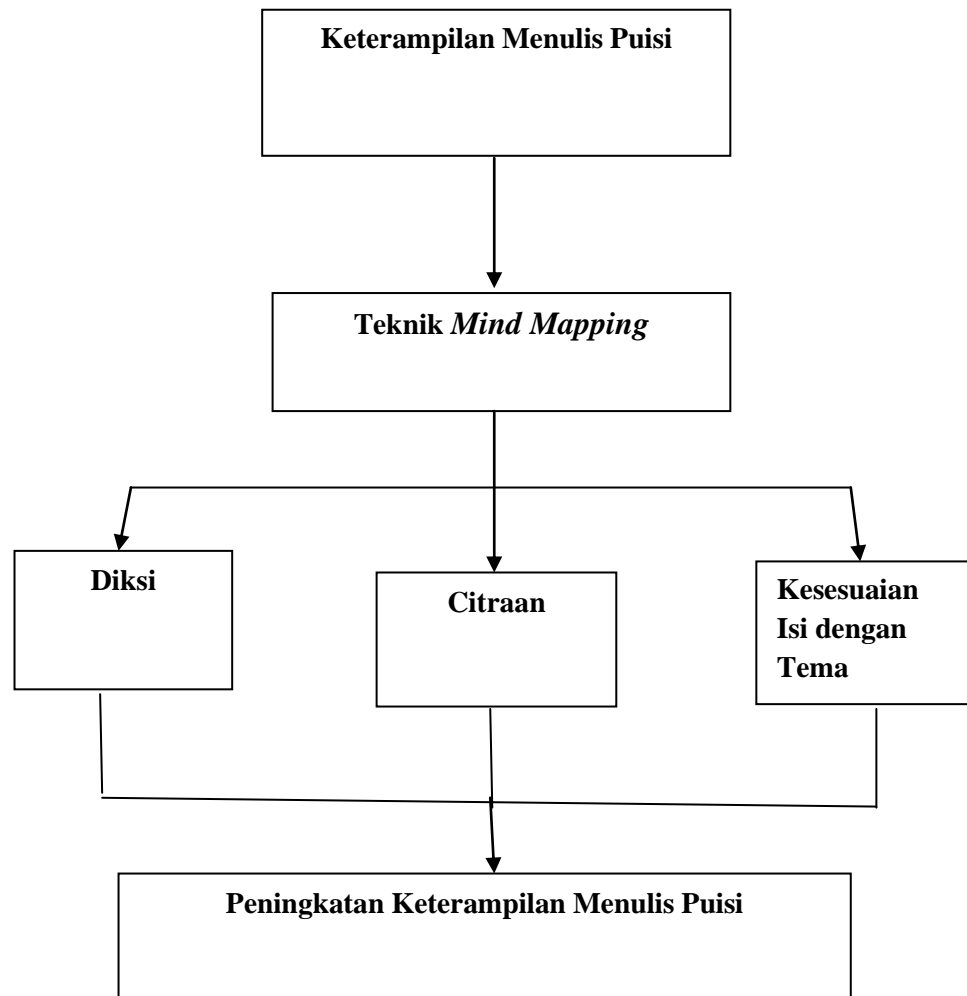 Keterampilan Menulis Puisi
Teknik Mind Mapping
Diksi
Citraan
Kesesuaian
Isi dengan
Tema
Peningkatan Keterampilan Menulis Puisi